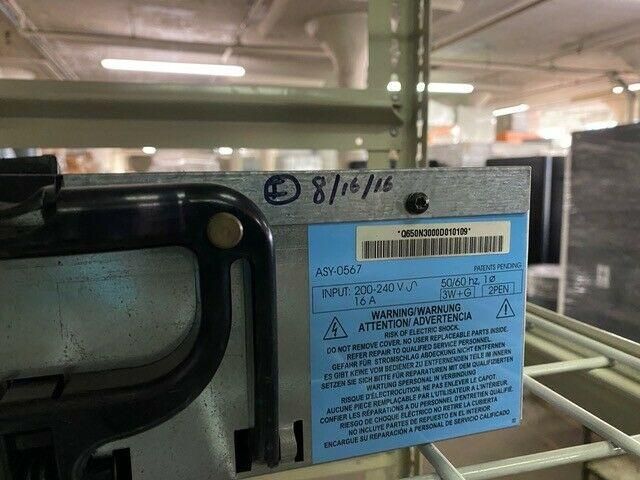 E 8/16/16
*Q650N3000D010109*
ASY-0567
PATENTS PENDING
INPUT: 200-240 V 50/60 hz, 1 Ø
16 A 3W+G 2PEN
WARNING/WARNUNG
ATTENTION/ ADVERTENCIA
RISK OF ELECTRIC SHOCK.
DO NOT REMOVE COVER. NO USER REPLACEABLE PARTS INSIDE.
REFER REPAIR TO QUALIFIED SERVICE PERSONNEL.
GEFAHR FÜR STROMSCHLAG ABDECKUNG NICHT ENTFERNEN
ES GIBT KEINE VOM BEDIENER ZU ENTFERNENDEN TEILE IM INNERN
SETZEN SIE SICH BITTE FÜR REPARATUREN MIT DEM QUALIFIZIERTEN
WARTUNG SPERSONAL IN VERBINDUNG
RISQUE D'ÉLECTROCUTION. NE PAS ENLEVER LE CAPOT.
AUCUNE PIECE REMPLAÇABLE PAR L'UTILISATEUR À L'INTÉRIEUR.
CONFIER LES RÉPARATIONS À DU PERSONNEL D'ENTRETIEN QUALIFIÉ.
RIESGO DE CHOQUE ELÉCTRICO NO RETIRE LA CUBIERTA
NO INCLUYE PARTES DE REPUESTO EN EL INTERIOR
ENCARGUE SU REPARACIÓN A PERSONAL DE SERVICIO CALIFICADO